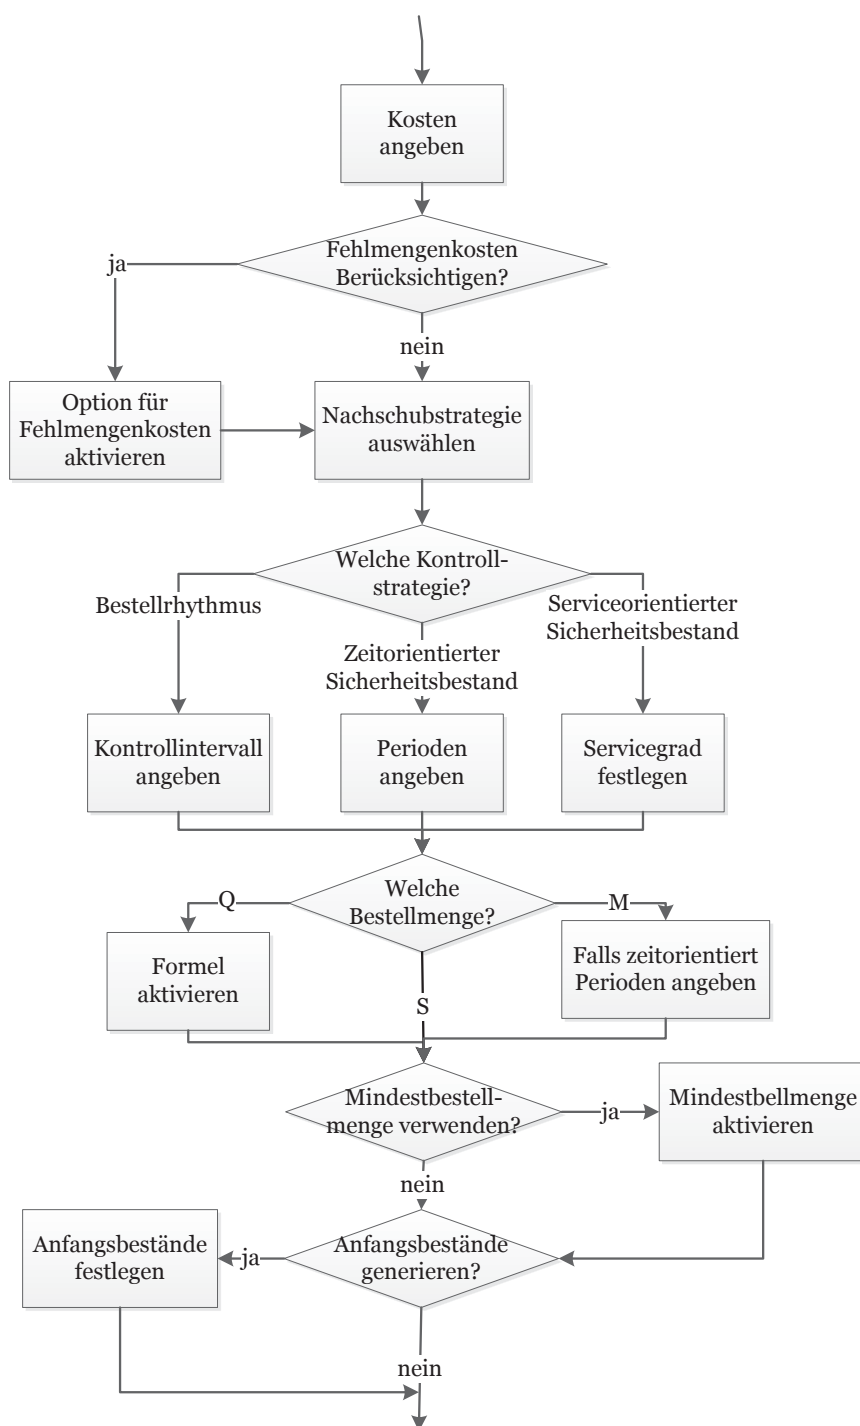 Kosten
angeben
Fehlmengenkosten
Berücksichtigen?
ja
nein
Option für
Fehlmengenkosten
aktivieren
Nachschubstrategie
auswählen
Welche Kontroll-
strategie?
Bestellrhythmus
Zeitorientierter
Sicherheitsbestand
Serviceorientierter
Sicherheitsbestand
Kontrollintervall
angeben
Perioden
angeben
Servicegrad
festlegen
Welche
Bestellmenge?
Q
M
S
Formel
aktivieren
Falls zeitorientiert
Perioden angeben
Mindestbestell-
menge verwenden?
ja
Mindestbellmenge
aktivieren
nein
Anfangsbestände
generieren?
ja
Anfangsbestände
festlegen
nein